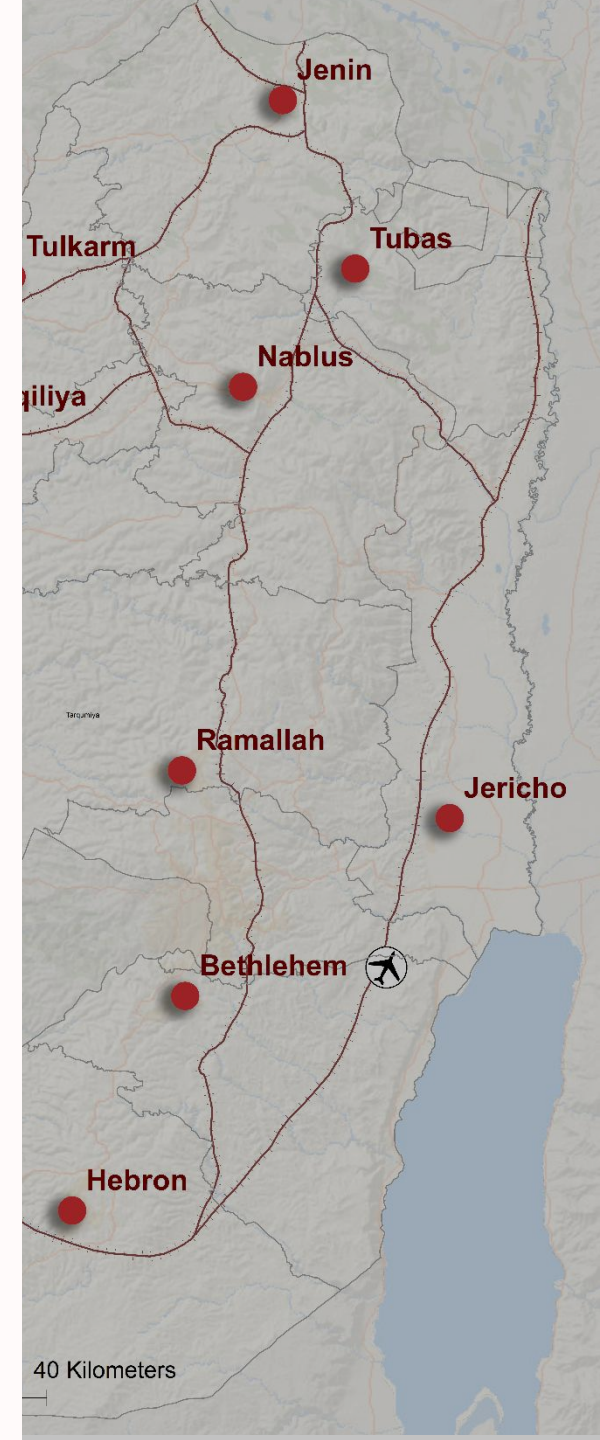 Jenin
Tulkarm
Tubas
Nablus
qiliya
Tarqumiya
Ramallah
Jericho
Bethlehem
Hebron
40 Kilometers